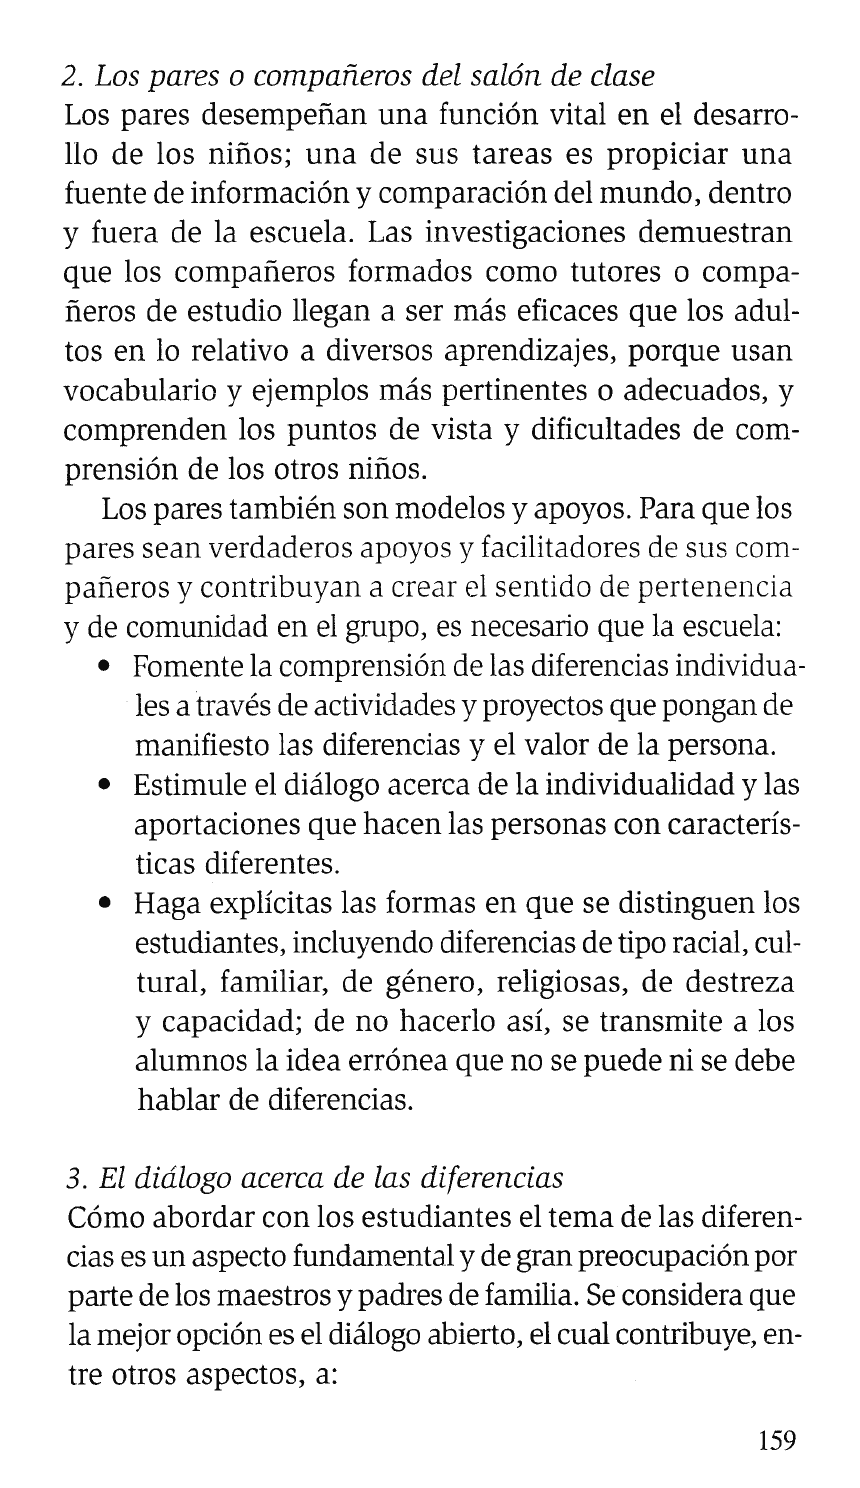 2. Los pares o compañeros del salón de clase
Los pares desempeñan una función vital en el desarro-
llo de los niños; una de sus tareas es propiciar una
fuente de información y comparación del mundo, dentro
y fuera de la escuela. Las investigaciones demuestran
que los compañeros formados como tutores o compa-
ñeros de estudio llegan a ser más eficaces que los adul-
tos en lo relativo a diversos aprendizajes, porque usan
vocabulario y ejemplos más pertinentes o adecuados, y
comprenden los puntos de vista y dificultades de com-
prensión de los otros niños.
Los pares también son modelos y apoyos. Para que los
pares sean verdaderos apoyos y facilitadores de sus com-
pañeros y contribuyan a crear el sentido de pertenencia
y de comunidad en el grupo, es necesario que la escuela:
• Fomente la comprensión de las diferencias individua-
les a través de actividades y proyectos que pongan de
manifiesto las diferencias y el valor de la persona.
• Estimule el diálogo acerca de la individualidad y las
aportaciones que hacen las personas con caracterís-
ticas diferentes.
• Haga explícitas las formas en que se distinguen los
estudiantes, incluyendo diferencias de tipo racial, cul-
tural, familiar, de género, religiosas, de destreza
y capacidad; de no hacerlo así, se transmite a los
alumnos la idea errónea que no se puede ni se debe
hablar de diferencias.
3. El diálogo acerca de las diferencias
Cómo abordar con los estudiantes el tema de las diferen-
cias es un aspecto fundamental y de gran preocupación por
parte de los maestros y padres de familia. Se considera que
la mejor opción es el diálogo abierto, el cual contribuye, en-
tre otros aspectos, a:
159